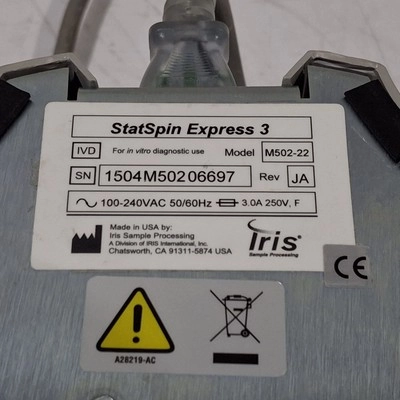 StatSpin Express 3
IVD For in vitro diagnostic use Model M502-22
SN 1504M50206697 Rev JA
100-240VAC 50/60Hz 3.0A 250V, F
Made in USA by:
Iris Sample Processing
A Division of IRIS International, Inc.
Chatsworth, CA 91311-5874 USA
Iris
Sample Processing
CE
A28219-AC